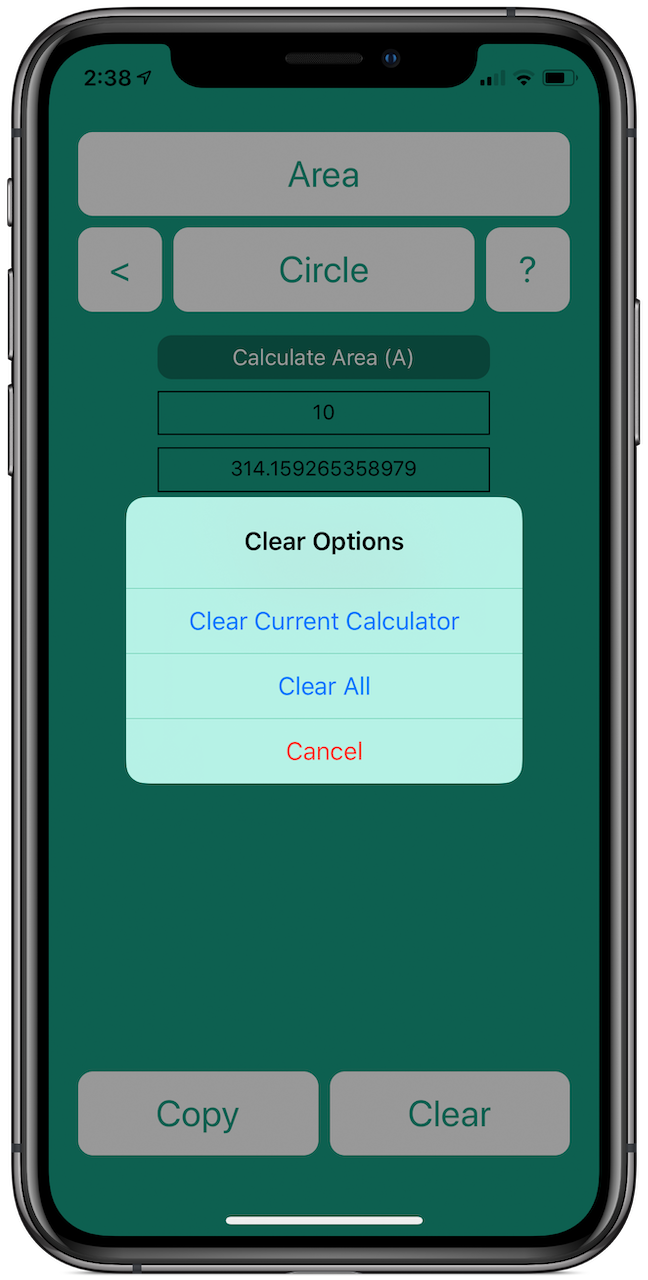 2:38
Area
<
Circle
?
Calculate Area (A)
10
314.159265358979
Clear Options
Clear Current Calculator
Clear All
Cancel
Copy
Clear